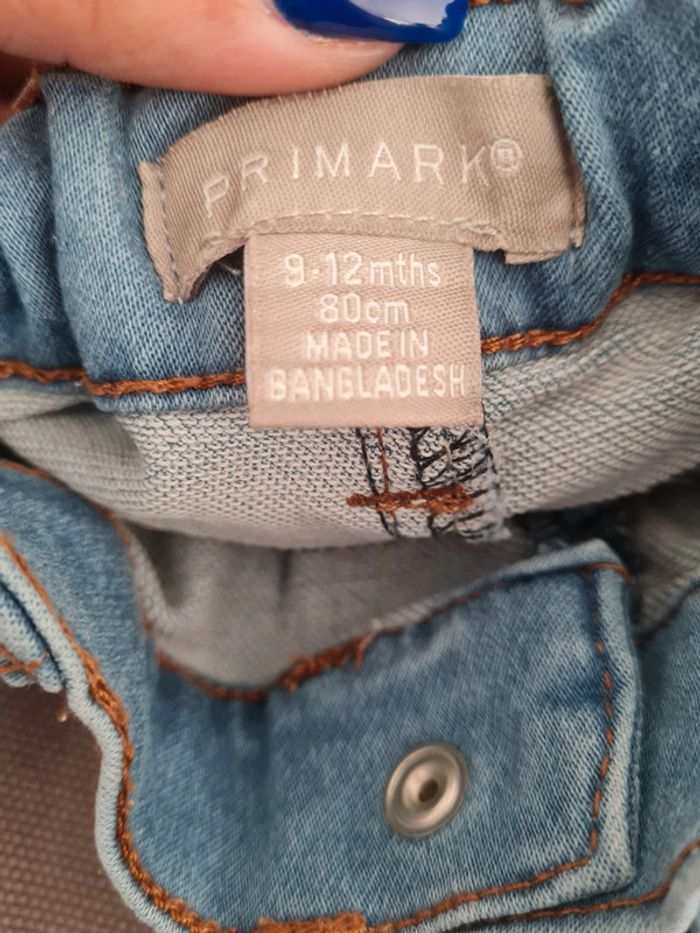 PRIMARK®
9-12mths
80cm
MADE IN
BANGLADESH